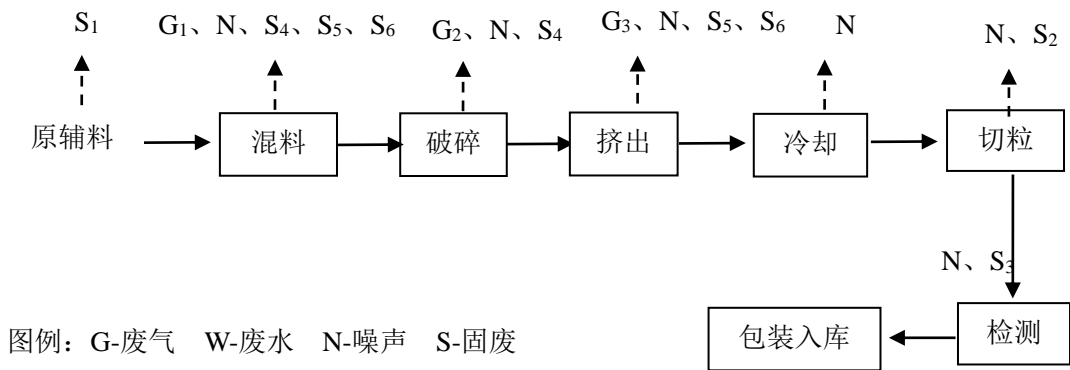 S₁ G₁、N、S₄、S₅、S₆ G₂、N、S₄ G₃、N、S₅、S₆ N N、S₂
原辅料 混料 破碎 挤出 冷却 切粒
N、S₃
包装入库 检测
图例：G-废气 W-废水 N-噪声 S-固废